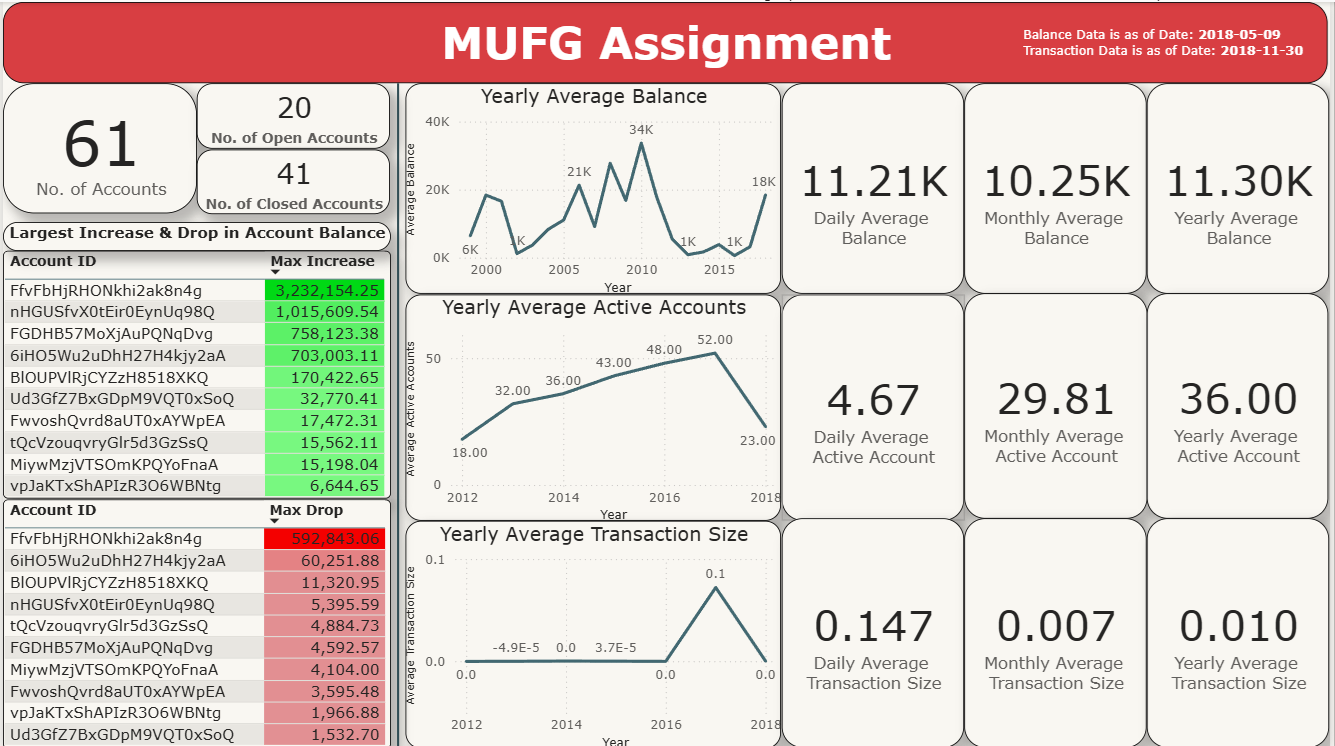 MUFG Assignment
Balance Data is as of Date: 2018-05-09
Transaction Data is as of Date: 2018-11-30
61
No. of Accounts
20
No. of Open Accounts
41
No. of Closed Accounts
Largest Increase & Drop in Account Balance
Account ID Max Increase
FfvFbHjRHONkhi2ak8n4g 3,232,154.25
nHGUSfvX0tEir0EynUq98Q 1,015,609.54
FGDHB57MoXjAuPQNqDvg 758,123.38
6iHO5Wu2uDhH27H4kjy2aA 703,003.11
BlOUPVlRjCYZzH8518XKQ 170,422.65
Ud3GfZ7BxGDpM9VQT0xSoQ 32,770.41
FwvoshQvrd8aUT0xAYWpEA 17,472.31
tQcVzouqvryGlr5d3GzSsQ 15,562.11
MiywMzjVTSOmKPQYoFnaA 15,198.04
vpJaKTxShAPIzR3O6WBNtg 6,644.65
Account ID Max Drop
FfvFbHjRHONkhi2ak8n4g 592,843.06
6iHO5Wu2uDhH27H4kjy2aA 60,251.88
BlOUPVlRjCYZzH8518XKQ 11,320.95
nHGUSfvX0tEir0EynUq98Q 5,395.59
tQcVzouqvryGlr5d3GzSsQ 4,884.73
FGDHB57MoXjAuPQNqDvg 4,592.57
MiywMzjVTSOmKPQYoFnaA 4,104.00
FwvoshQvrd8aUT0xAYWpEA 3,595.48
vpJaKTxShAPIzR3O6WBNtg 1,966.88
Ud3GfZ7BxGDpM9VQT0xSoQ 1,532.70
Yearly Average Balance
Average Balance
40K
20K
0K
6K
1K
21K
34K
1K
1K
18K
2000 2005 2010 2015
Year
11.21K
Daily Average
Balance
10.25K
Monthly Average
Balance
11.30K
Yearly Average
Balance
Yearly Average Active Accounts
Average Active Accounts
50
0
18.00
32.00
36.00
43.00
48.00
52.00
23.00
2012 2014 2016 2018
Year
4.67
Daily Average
Active Account
29.81
Monthly Average
Active Account
36.00
Yearly Average
Active Account
Yearly Average Transaction Size
Average Transaction Size
0.1
0.0
0.0
-4.9E-5
0.0
3.7E-5
0.0
0.1
0.0
2012 2014 2016 2018
Year
0.147
Daily Average
Transaction Size
0.007
Monthly Average
Transaction Size
0.010
Yearly Average
Transaction Size